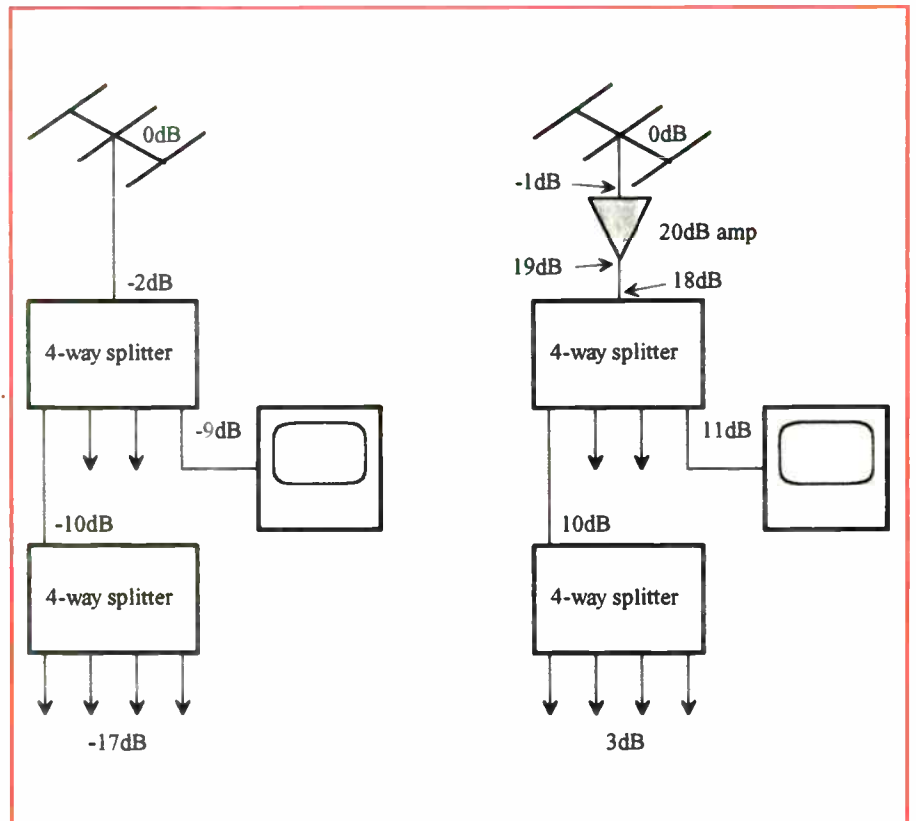 0dB
-2dB
4-way splitter
-9dB
-10dB
4-way splitter
-17dB
0dB
-1dB
20dB amp
19dB
18dB
4-way splitter
11dB
10dB
4-way splitter
3dB